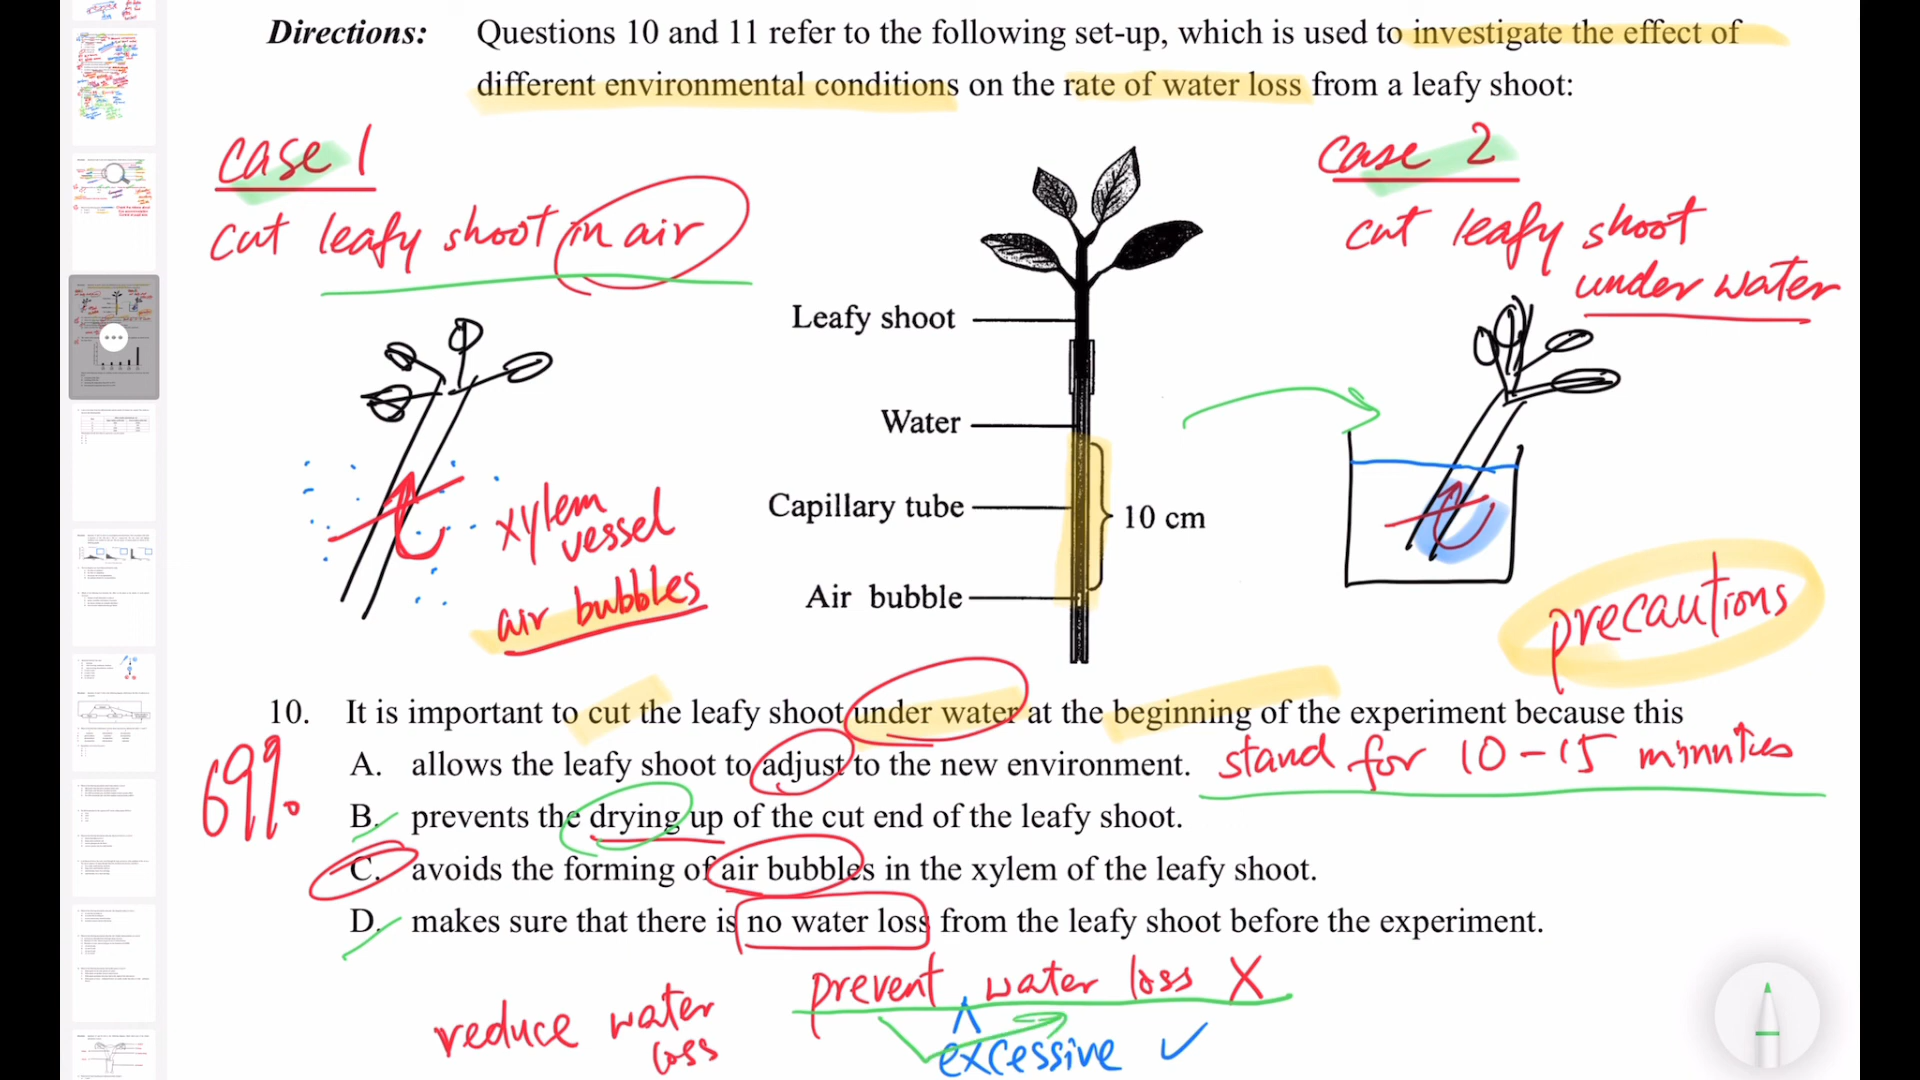 Directions: Questions 10 and 11 refer to the following set-up, which is used to investigate the effect of
different environmental conditions on the rate of water loss from a leafy shoot:
case 1
cut leafy shoot in air
case 2
cut leafy shoot
under water
Leafy shoot
Water
Capillary tube
10 cm
Air bubble
xylem
vessel
air bubbles
precautions
10. It is important to cut the leafy shoot under water at the beginning of the experiment because this
69%
A. allows the leafy shoot to adjust to the new environment.
stand for 10-15 minutes
B. prevents the drying up of the cut end of the leafy shoot.
C. avoids the forming of air bubbles in the xylem of the leafy shoot.
D. makes sure that there is no water loss from the leafy shoot before the experiment.
prevent water loss X
reduce water
loss
excessive ✓